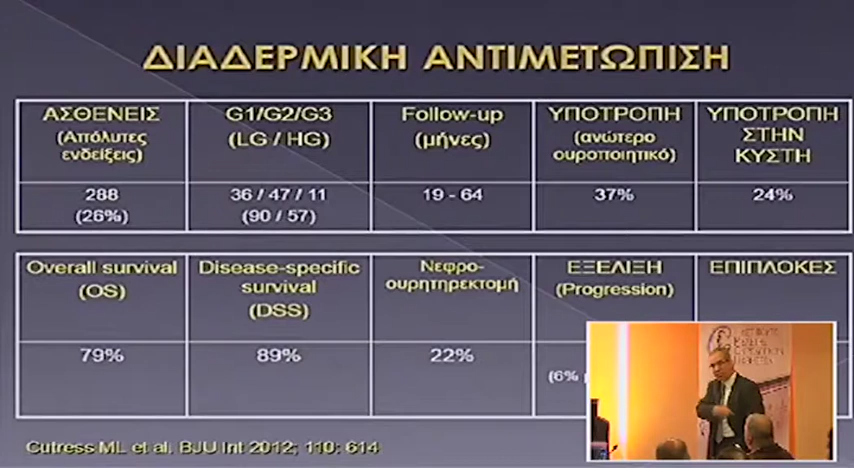 ΔΙΑΔΕΡΜΙΚΗ ΑΝΤΙΜΕΤΩΠΙΣΗ
ΑΣΘΕΝΕΙΣ
(Απόλυτες
ενδείξεις)
G1/G2/G3
(LG / HG)
Follow-up
(μήνες)
ΥΠΟΤΡΟΠΗ
(ανώτερο
ουροποιητικό)
ΥΠΟΤΡΟΠΗ
ΣΤΗΝ
ΚΥΣΤΗ
288
(26%)
36 / 47 / 11
(90 / 57)
19 - 64
37%
24%
Overall survival
(OS)
Disease-specific
survival
(DSS)
Νεφρο-
ουρητηρεκτομή
ΕΞΕΛΙΞΗ
(Progression)
ΕΠΙΠΛΟΚΕΣ
79%
89%
22%
(6%
Cutress ML et al. BJU Int 2012; 110: 614